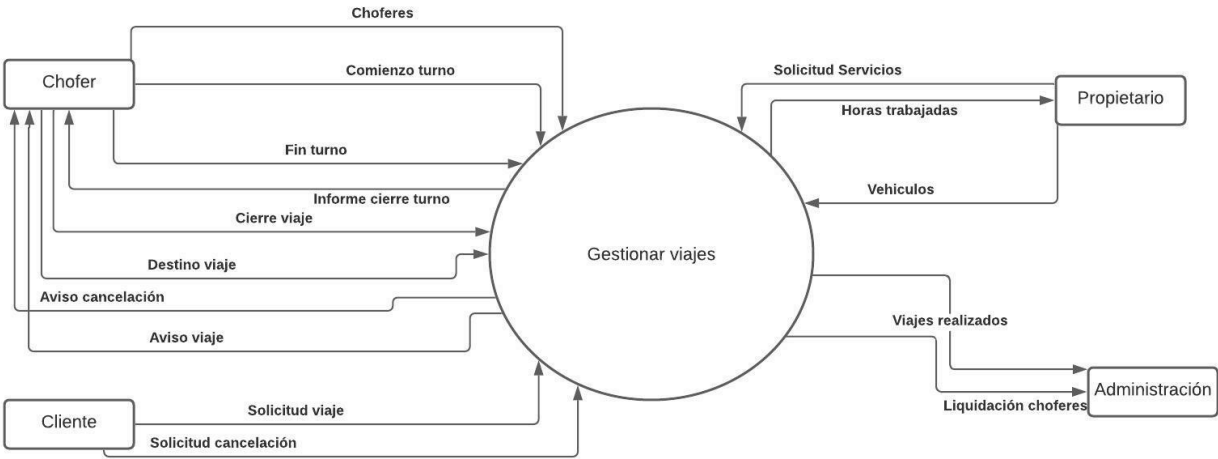 Choferes
Chofer
Comienzo turno
Solicitud Servicios
Propietario
Horas trabajadas
Fin turno
Vehiculos
Informe cierre turno
Cierre viaje
Gestionar viajes
Destino viaje
Aviso cancelación
Viajes realizados
Aviso viaje
Administración
Liquidación choferes
Cliente
Solicitud viaje
Solicitud cancelación